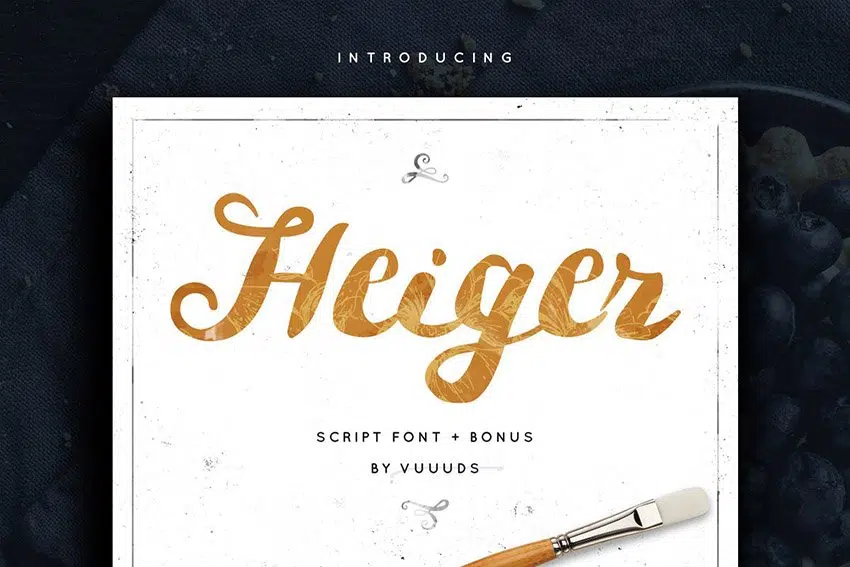 INTRODUCING
Heiger
SCRIPT FONT + BONUS
BY VUUUDS